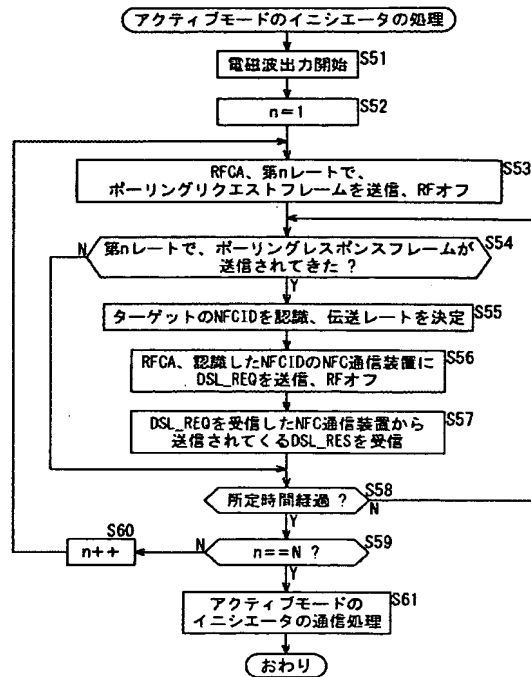 アクティブモードのイニシエータの処理
電磁波出力開始
S51
n=1
S52
RFCA、第nレートで、
ポーリングリクエストフレームを送信、RFオフ
S53
第nレートで、ポーリングレスポンスフレームが
送信されてきた ?
S54
N
Y
ターゲットのNFCIDを認識、伝送レートを決定
S55
RFCA、認識したNFCIDのNFC通信装置に
DSL_REQを送信、RFオフ
S56
DSL_REQを受信したNFC通信装置から
送信されてくるDSL_RESを受信
S57
所定時間経過 ?
S58
N
Y
S60
n++
N
n==N ?
S59
Y
アクティブモードの
イニシエータの通信処理
S61
おわり